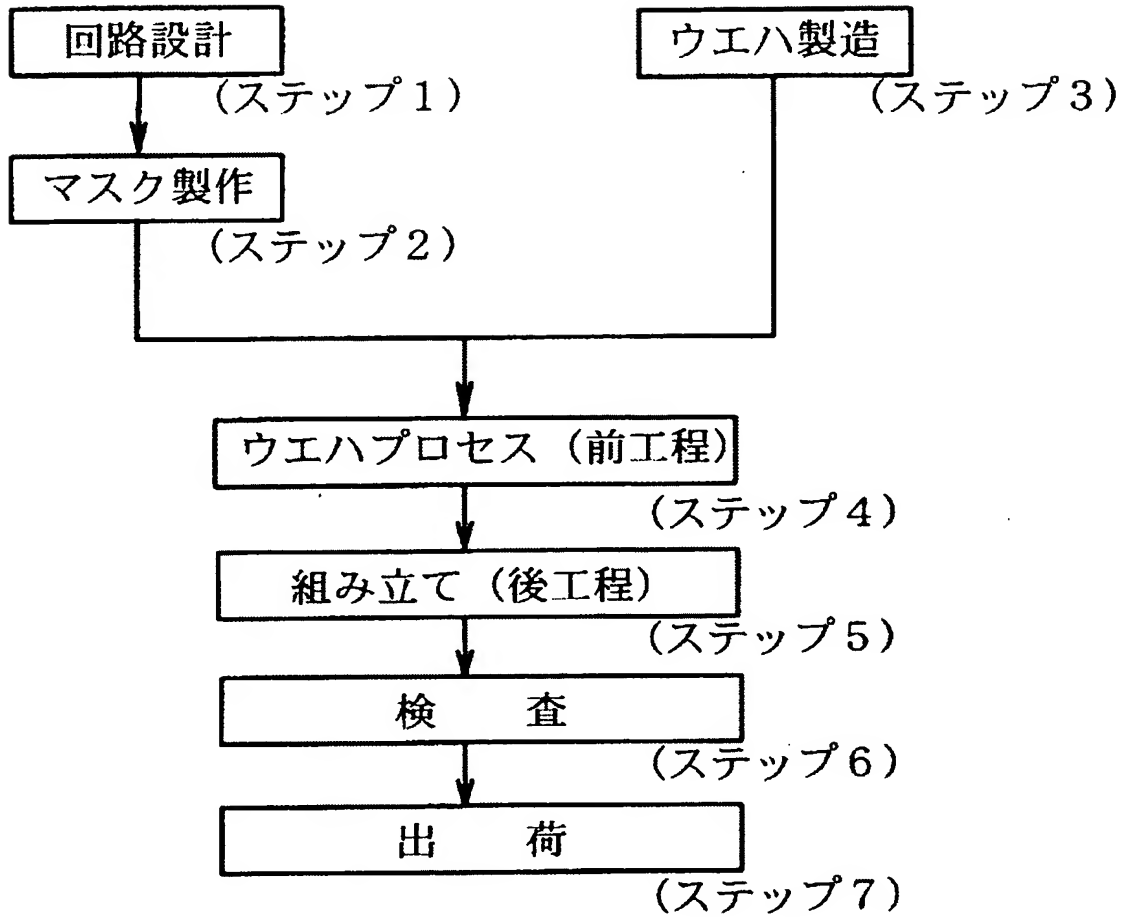 回路設計
(ステップ1)
マスク製作
(ステップ2)
ウエハ製造
(ステップ3)
ウエハプロセス(前工程)
(ステップ4)
組み立て(後工程)
(ステップ5)
検 査
(ステップ6)
出 荷
(ステップ7)